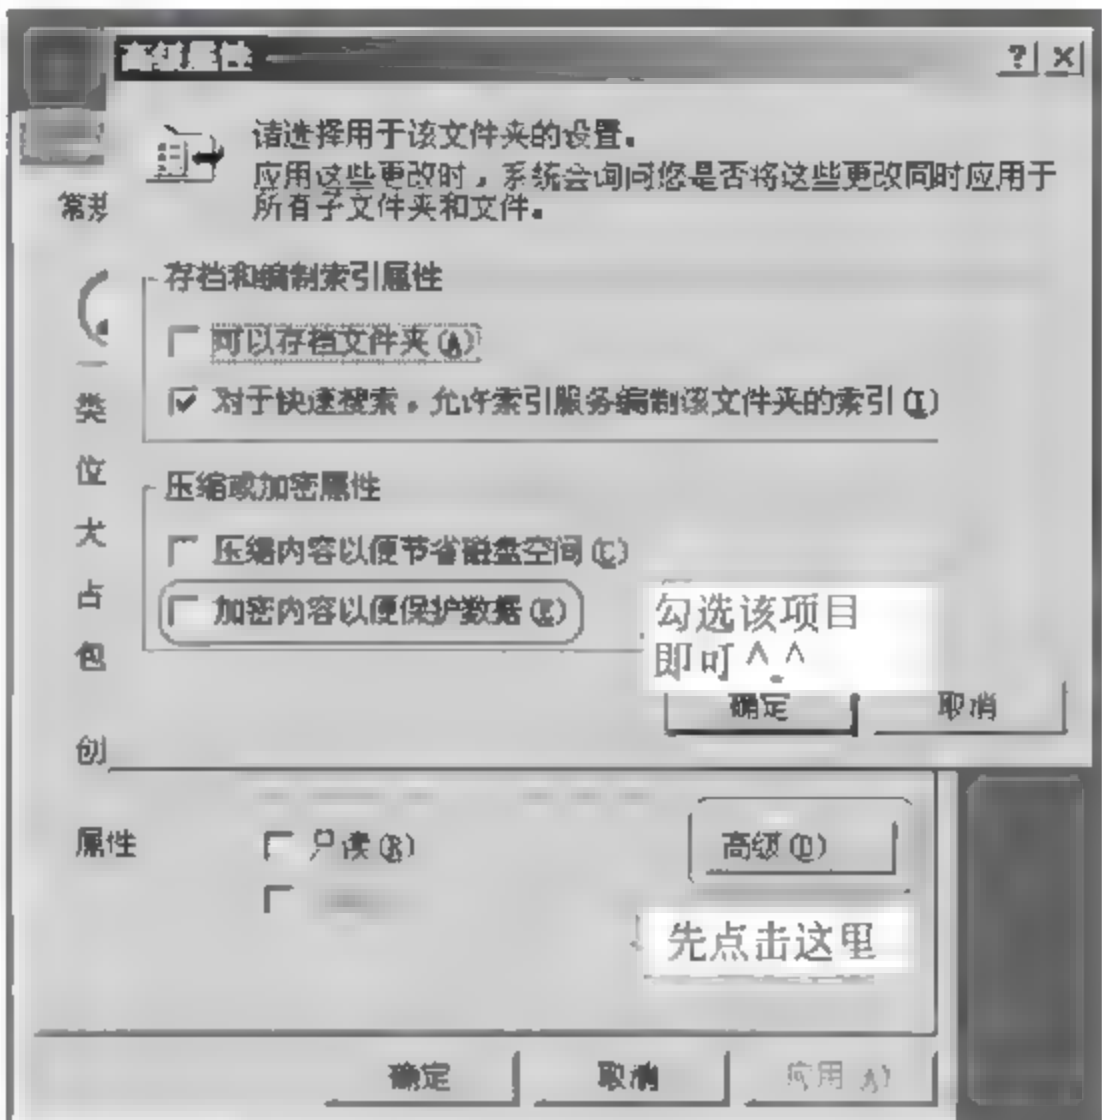 高级属性
请选择用于该文件夹的设置。
应用这些更改时，系统会询问您是否将这些更改同时应用于
所有子文件夹和文件。
常规
存档和编制索引属性
可以存档文件夹(A)
对于快速搜索，允许索引服务编制该文件夹的索引(I)
类
位
大
占
包
创
压缩或加密属性
压缩内容以便节省磁盘空间(C)
加密内容以便保护数据(E)
勾选该项目
即可^.^
确定 取消
属性 只读(R) 高级(D)
先点击这里
确定 取消 应用(A)